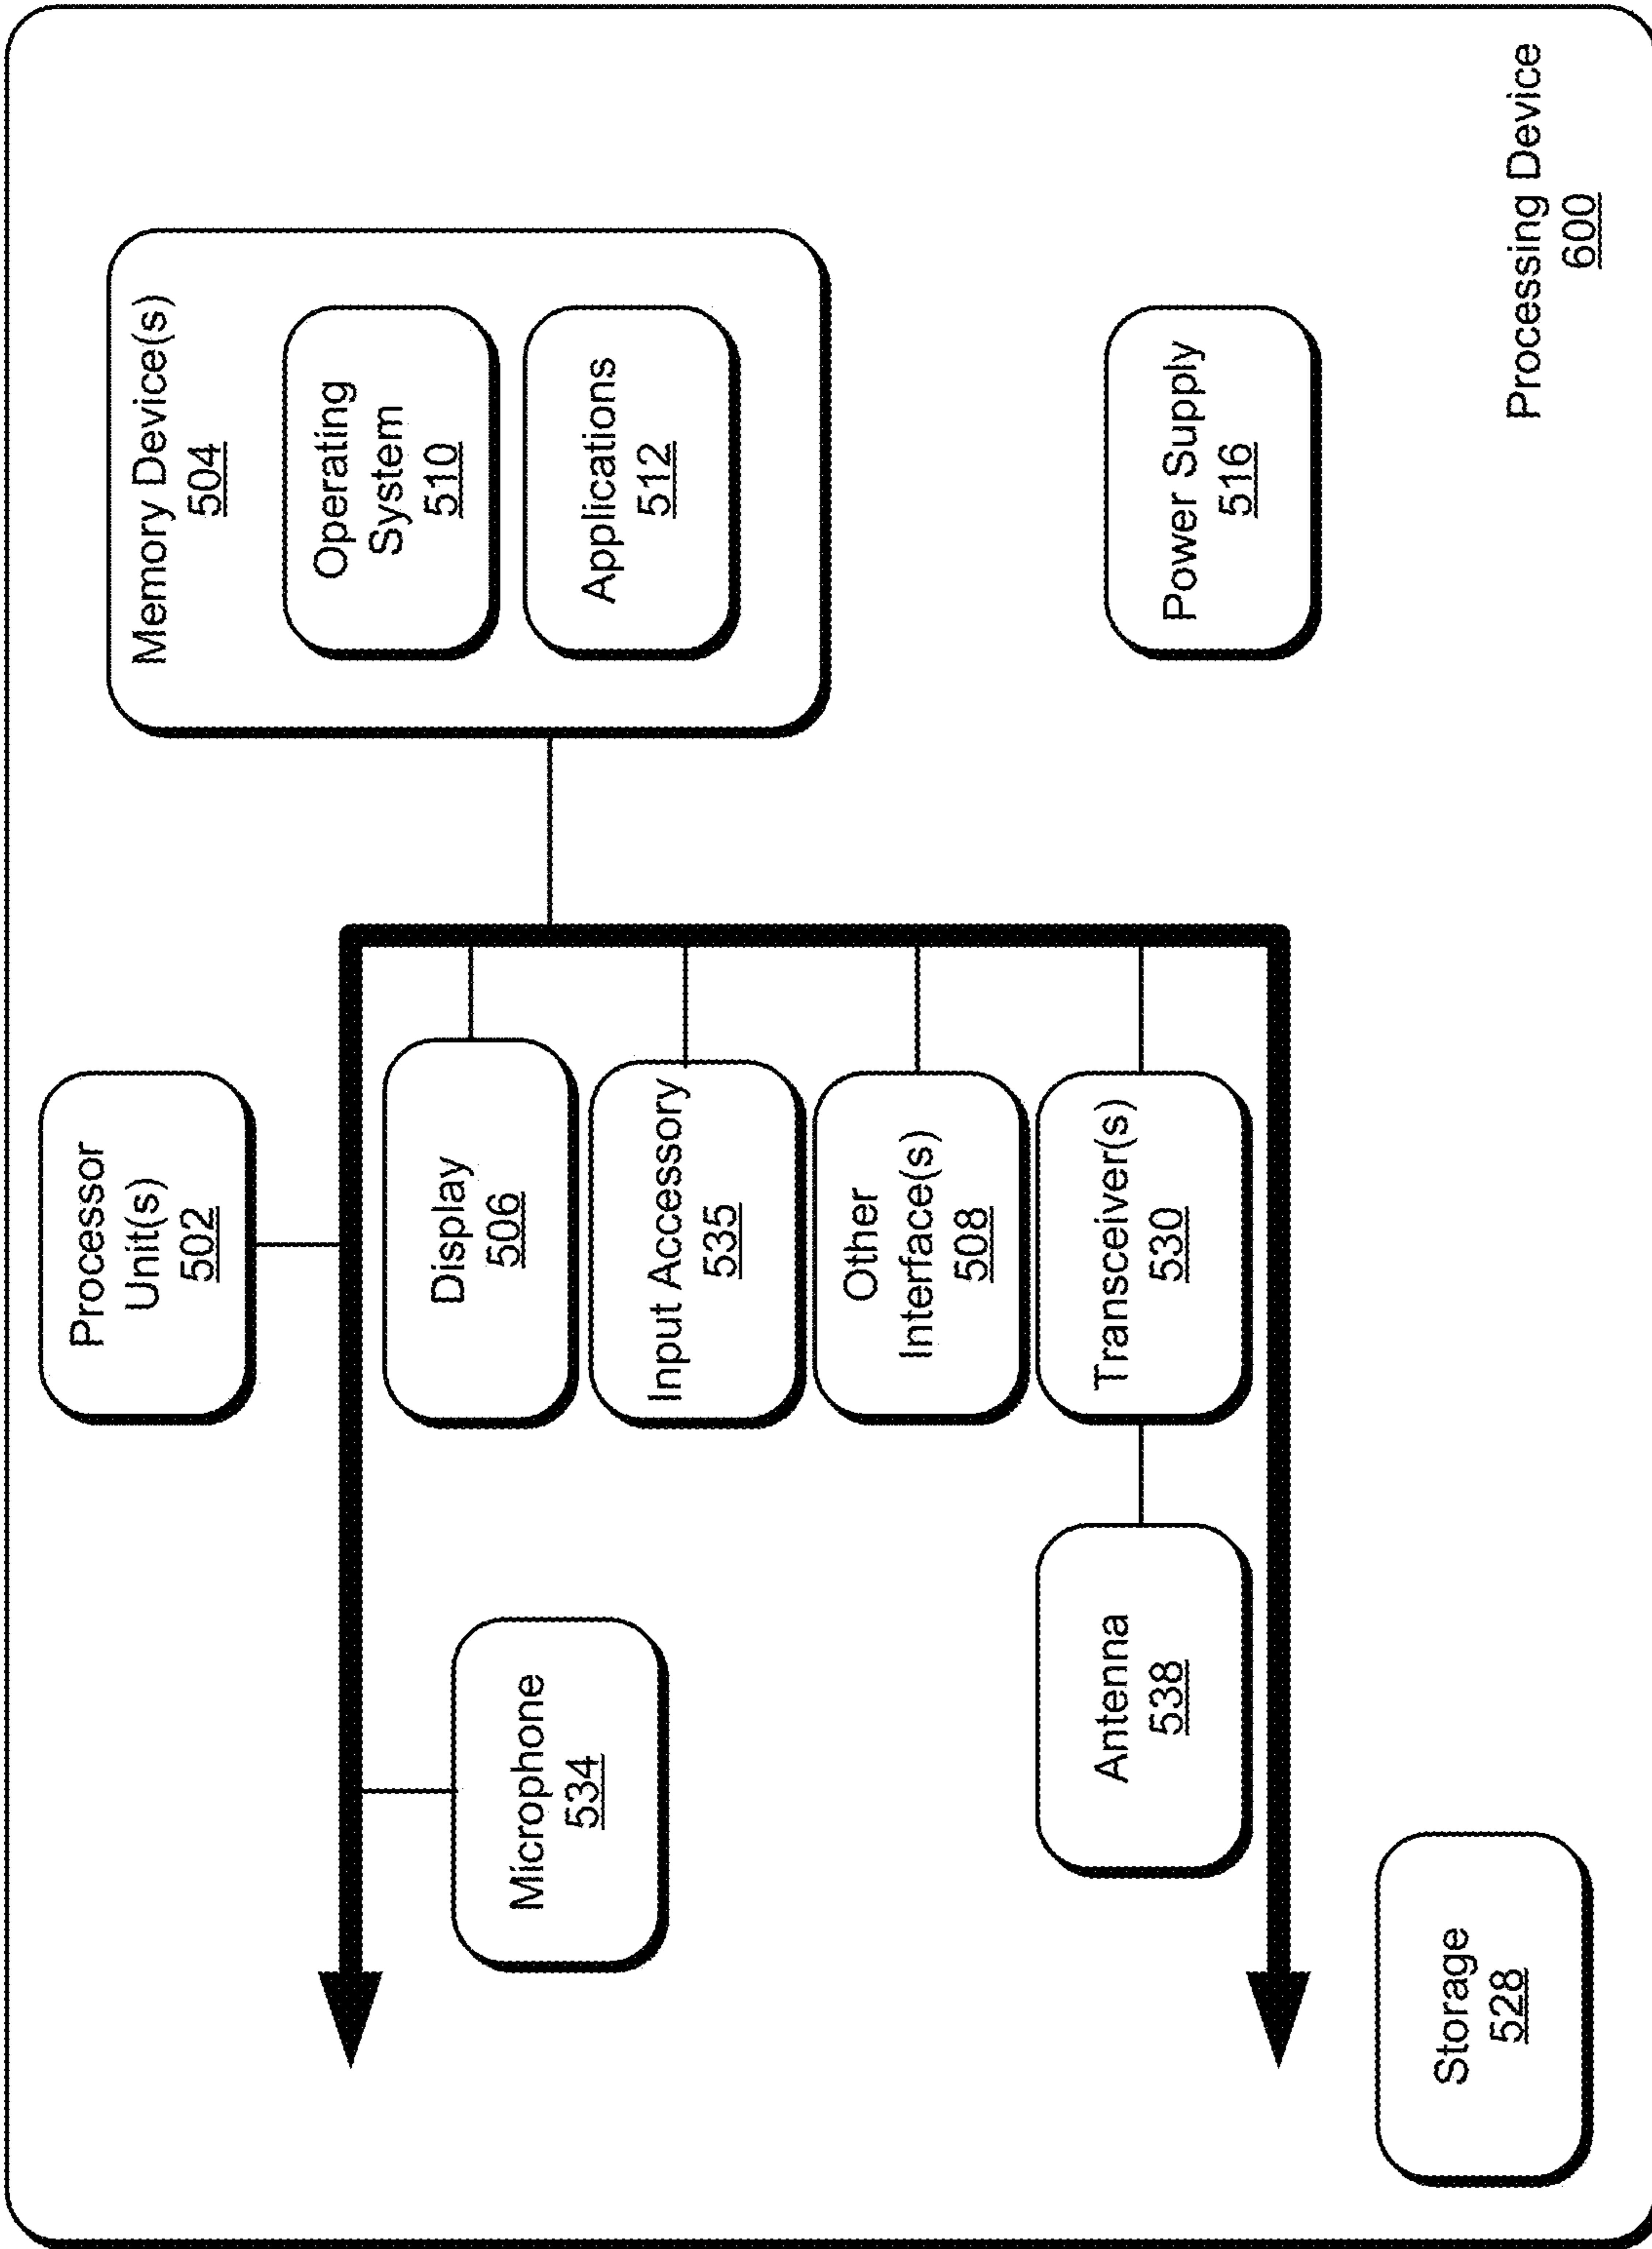 Processor
Unit(s)
502
Memory Device(s)
504
Operating
System
510
Applications
512
Display
506
Microphone
534
Input Accessory
535
Other
Interface(s)
508
Antenna
538
Transceiver(s)
530
Power Supply
516
Storage
528
Processing Device
600